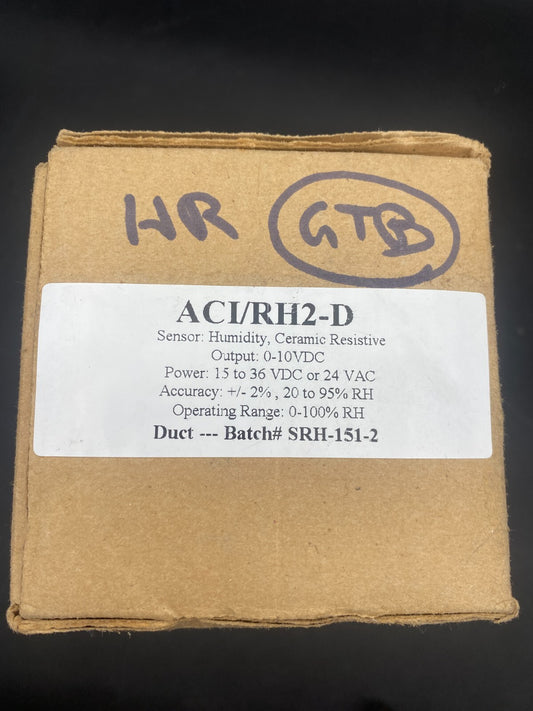 HR GTB
ACI/RH2-D
Sensor: Humidity, Ceramic Resistive
Output: 0-10VDC
Power: 15 to 36 VDC or 24 VAC
Accuracy: +/- 2% , 20 to 95% RH
Operating Range: 0-100% RH
Duct --- Batch# SRH-151-2